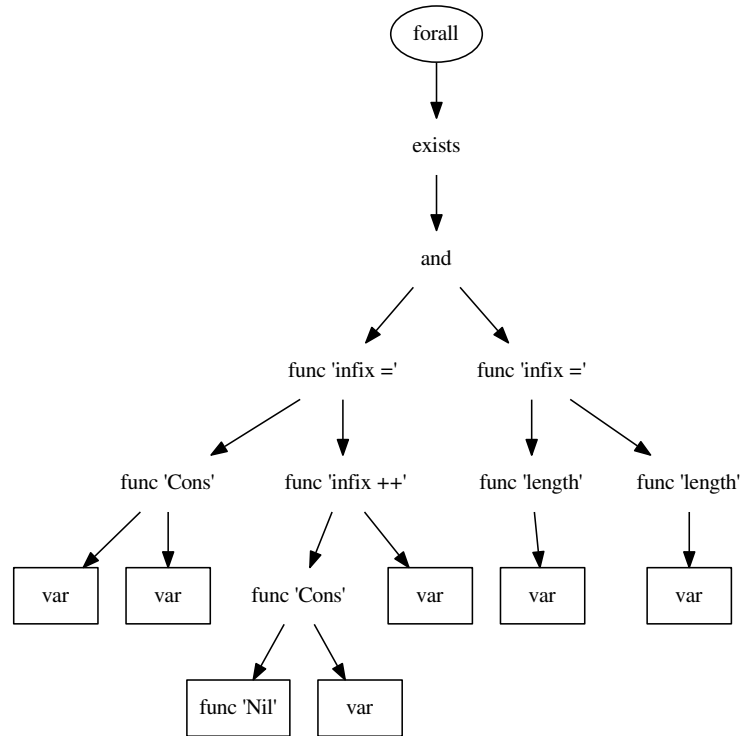 forall
exists
and
func 'infix ='
func 'infix ='
func 'Cons'
func 'infix ++'
func 'length'
func 'length'
var
var
func 'Cons'
var
var
var
func 'Nil'
var